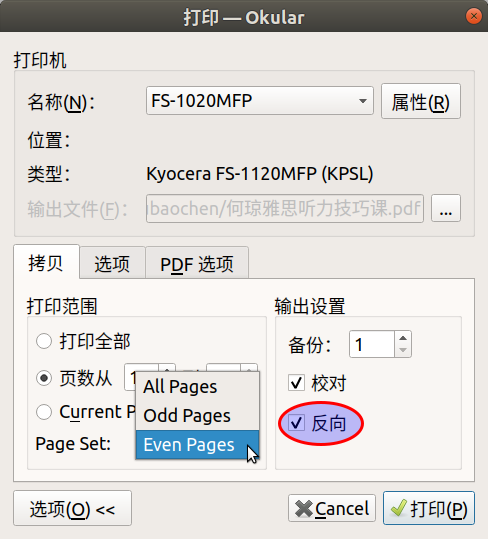 打印 — Okular
打印机
名称(N)： FS-1020MFP 属性(R)
位置：
类型： Kyocera FS-1120MFP (KPSL)
输出文件(F)： baochen/何琼雅思听力技巧课.pdf ...
拷贝 选项 PDF 选项
打印范围
打印全部
页数从 1
Current P
Page Set:
All Pages
Odd Pages
Even Pages
输出设置
备份： 1
校对
反向
选项(O) << Cancel 打印(P)